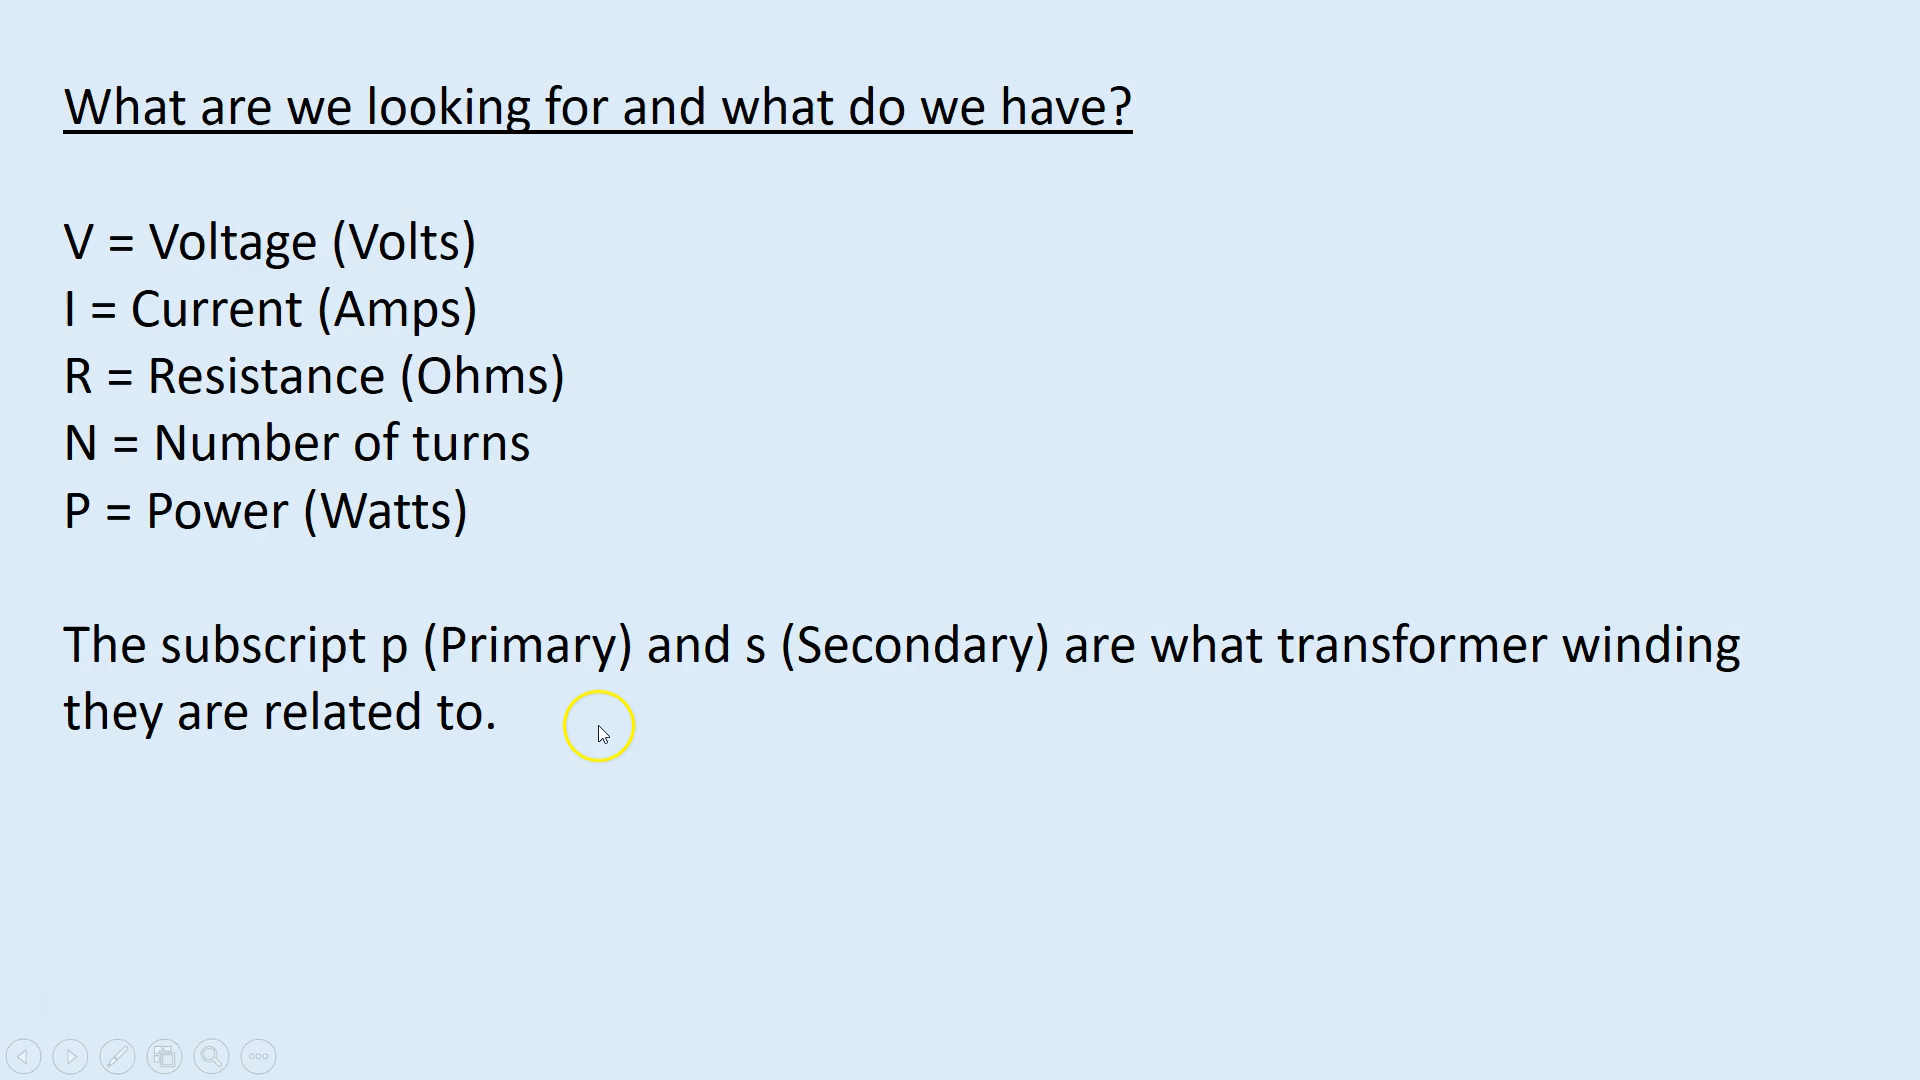 What are we looking for and what do we have?
V = Voltage (Volts)
I = Current (Amps)
R = Resistance (Ohms)
N = Number of turns
P = Power (Watts)
The subscript p (Primary) and s (Secondary) are what transformer winding
they are related to.